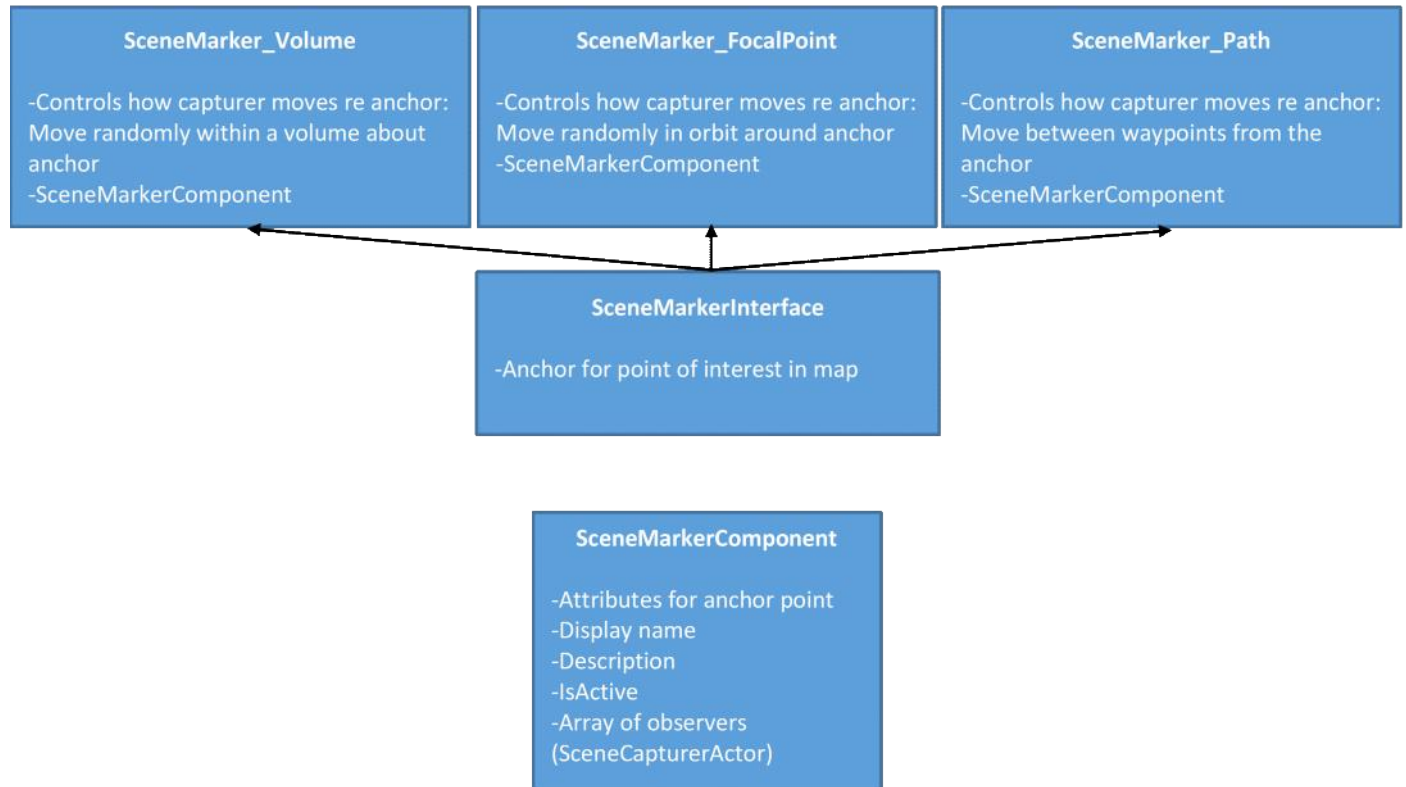 SceneMarker_Volume
-Controls how capturer moves re anchor:
Move randomly within a volume about
anchor
-SceneMarkerComponent
SceneMarker_FocalPoint
-Controls how capturer moves re anchor:
Move randomly in orbit around anchor
-SceneMarkerComponent
SceneMarker_Path
-Controls how capturer moves re anchor:
Move between waypoints from the
anchor
-SceneMarkerComponent
SceneMarkerInterface
-Anchor for point of interest in map
SceneMarkerComponent
-Attributes for anchor point
-Display name
-Description
-IsActive
-Array of observers
(SceneCapturerActor)